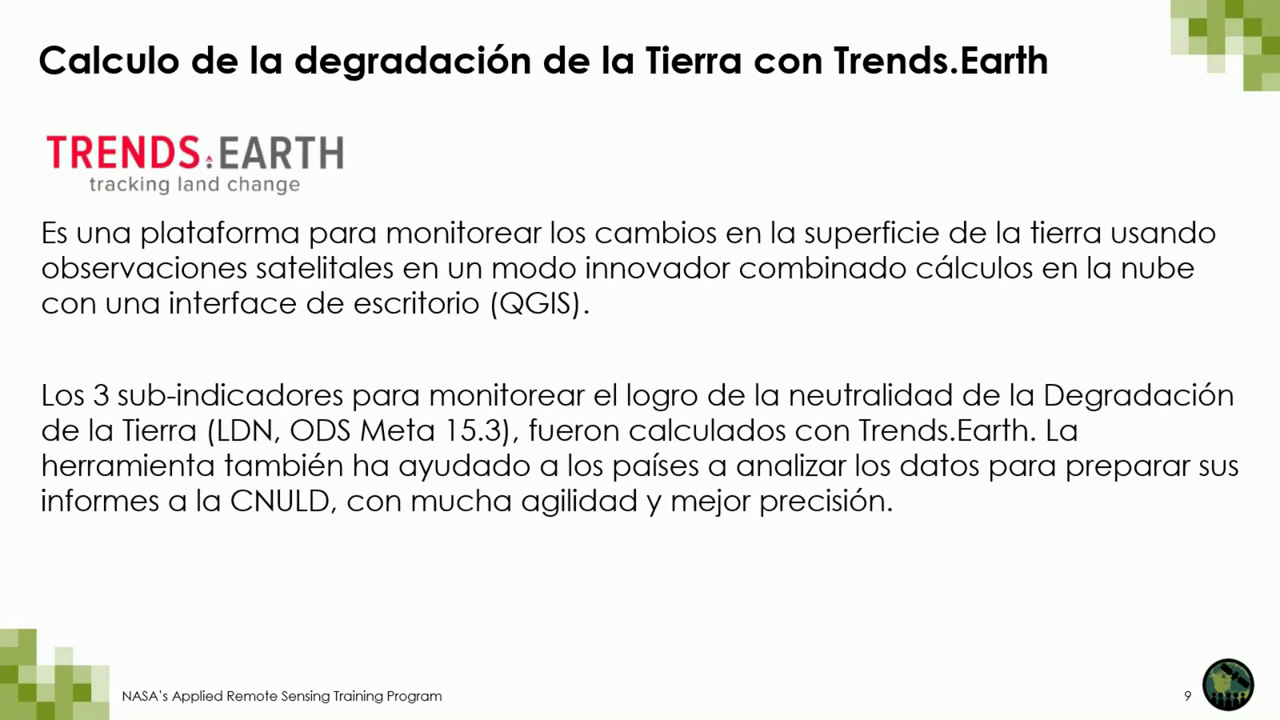 Calculo de la degradación de la Tierra con Trends.Earth
TRENDS.EARTH
tracking land change
Es una plataforma para monitorear los cambios en la superficie de la tierra usando
observaciones satelitales en un modo innovador combinado cálculos en la nube
con una interface de escritorio (QGIS).
Los 3 sub-indicadores para monitorear el logro de la neutralidad de la Degradación
de la Tierra (LDN, ODS Meta 15.3), fueron calculados con Trends.Earth. La
herramienta también ha ayudado a los países a analizar los datos para preparar sus
informes a la CNULD, con mucha agilidad y mejor precisión.
NASA's Applied Remote Sensing Training Program
9